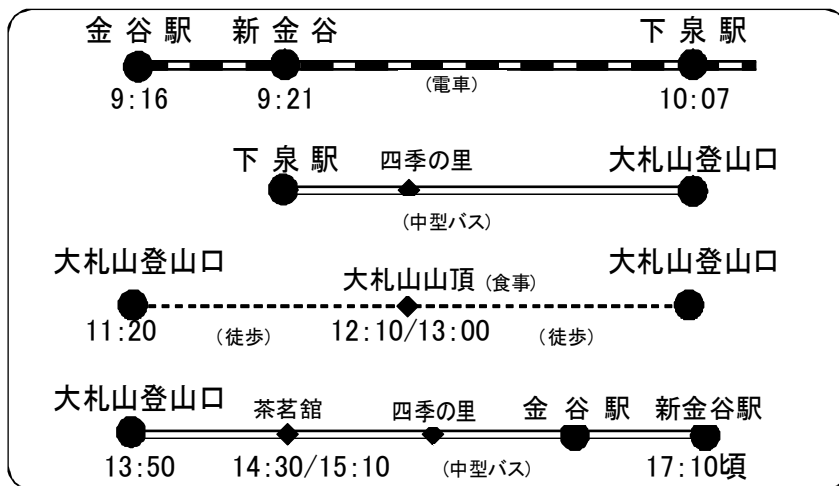 金谷駅 新金谷 下泉駅
(電車)
9:16 9:21 10:07
下泉駅 四季の里 大札山登山口
(中型バス)
大札山登山口 大札山山頂 (食事) 大札山登山口
11:20 (徒歩) 12:10/13:00 (徒歩)
大札山登山口 茶茗舘 四季の里 金谷駅 新金谷駅
13:50 14:30/15:10 (中型バス) 17:10頃